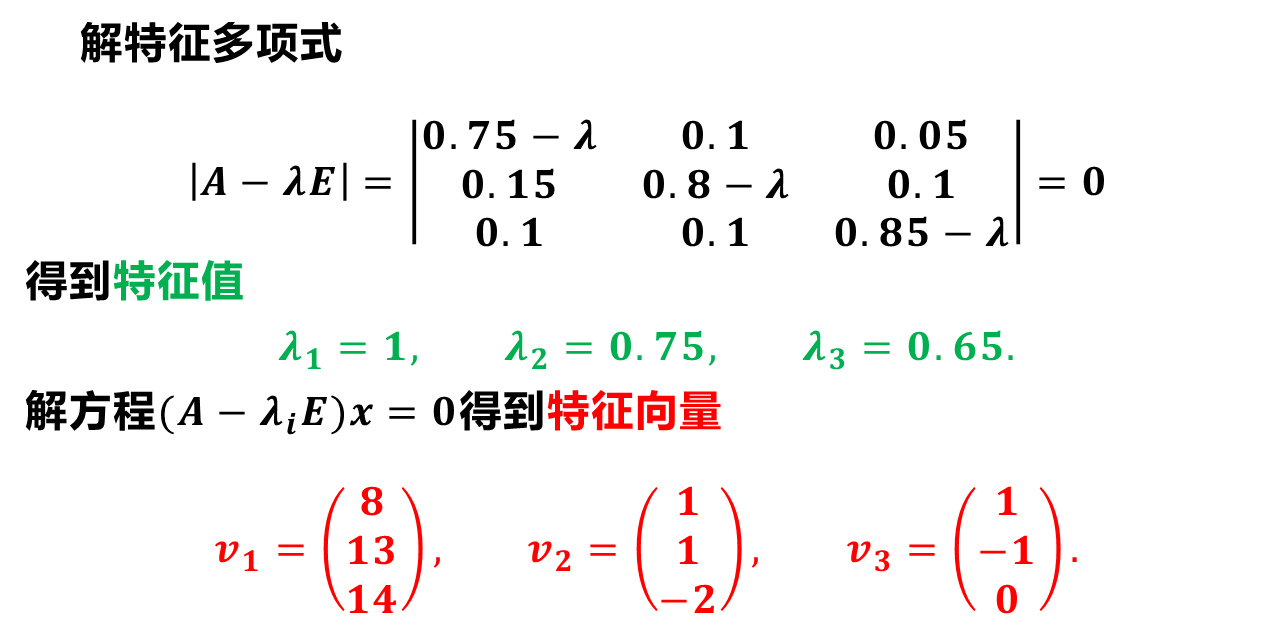 解特征多项式
|A − λE| = |0.75 − λ 0.1 0.05|
|0.15 0.8 − λ 0.1| = 0
|0.1 0.1 0.85 − λ|
得到特征值
λ₁ = 1, λ₂ = 0.75, λ₃ = 0.65.
解方程(A − λᵢE)x = 0得到特征向量
v₁ = (8 13 14), v₂ = (1 1 −2), v₃ = (1 −1 0).